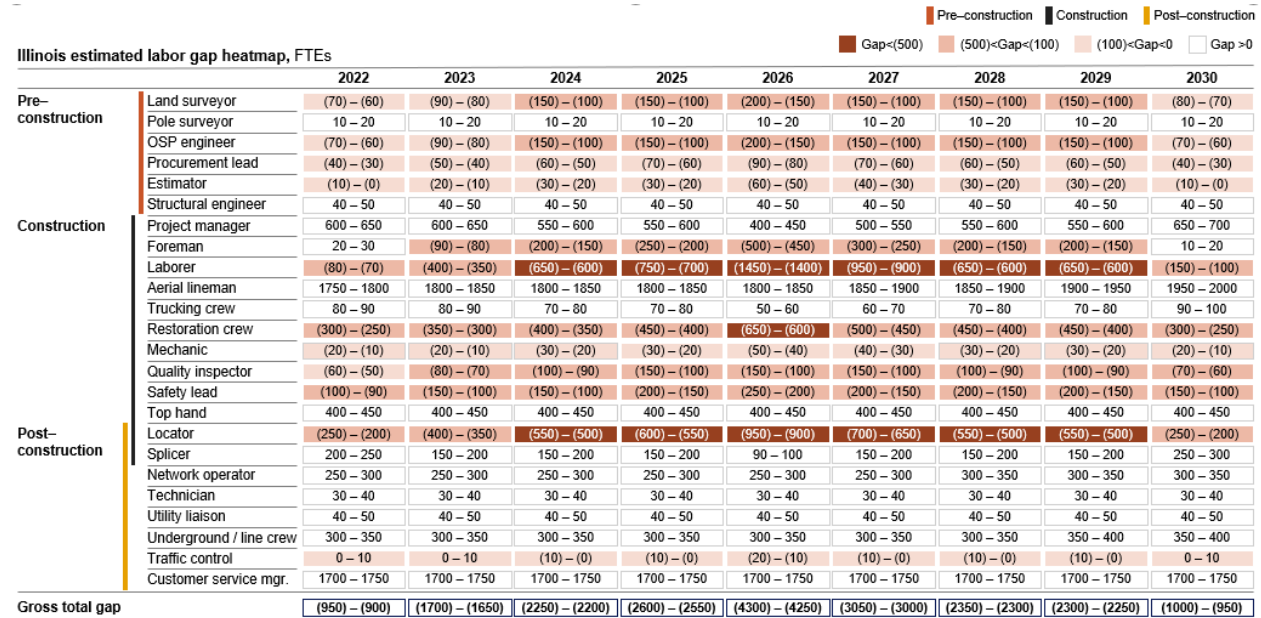 Pre–construction Construction Post–construction
Gap<(500) (500)<Gap<(100) (100)<Gap<0 Gap >0
Illinois estimated labor gap heatmap, FTEs
2022 2023 2024 2025 2026 2027 2028 2029 2030
Pre–construction
Land surveyor (70) – (60) (90) – (80) (150) – (100) (150) – (100) (200) – (150) (150) – (100) (150) – (100) (150) – (100) (80) – (70)
Pole surveyor 10 – 20 10 – 20 10 – 20 10 – 20 10 – 20 10 – 20 10 – 20 10 – 20 10 – 20
OSP engineer (70) – (60) (90) – (80) (150) – (100) (150) – (100) (200) – (150) (150) – (100) (150) – (100) (150) – (100) (70) – (60)
Procurement lead (40) – (30) (50) – (40) (60) – (50) (70) – (60) (90) – (80) (70) – (60) (60) – (50) (60) – (50) (40) – (30)
Estimator (10) – (0) (20) – (10) (30) – (20) (30) – (20) (60) – (50) (40) – (30) (30) – (20) (30) – (20) (10) – (0)
Structural engineer 40 – 50 40 – 50 40 – 50 40 – 50 40 – 50 40 – 50 40 – 50 40 – 50 40 – 50
Construction
Project manager 600 – 650 600 – 650 550 – 600 550 – 600 400 – 450 500 – 550 550 – 600 550 – 600 650 – 700
Foreman 20 – 30 (90) – (80) (200) – (150) (250) – (200) (500) – (450) (300) – (250) (200) – (150) (200) – (150) 10 – 20
Laborer (80) – (70) (400) – (350) (650) – (600) (750) – (700) (1450) – (1400) (950) – (900) (650) – (600) (650) – (600) (150) – (100)
Aerial lineman 1750 – 1800 1800 – 1850 1800 – 1850 1800 – 1850 1800 – 1850 1850 – 1900 1850 – 1900 1900 – 1950 1950 – 2000
Trucking crew 80 – 90 80 – 90 70 – 80 70 – 80 50 – 60 60 – 70 70 – 80 70 – 80 90 – 100
Restoration crew (300) – (250) (350) – (300) (400) – (350) (450) – (400) (650) – (600) (500) – (450) (450) – (400) (450) – (400) (300) – (250)
Mechanic (20) – (10) (20) – (10) (30) – (20) (30) – (20) (50) – (40) (40) – (30) (30) – (20) (30) – (20) (20) – (10)
Quality inspector (60) – (50) (80) – (70) (100) – (90) (150) – (100) (150) – (100) (150) – (100) (100) – (90) (100) – (90) (70) – (60)
Safety lead (100) – (90) (150) – (100) (150) – (100) (200) – (150) (250) – (200) (200) – (150) (200) – (150) (200) – (150) (150) – (100)
Top hand 400 – 450 400 – 450 400 – 450 400 – 450 400 – 450 400 – 450 400 – 450 400 – 450 400 – 450
Post–construction
Locator (250) – (200) (400) – (350) (550) – (500) (600) – (550) (950) – (900) (700) – (650) (550) – (500) (550) – (500) (250) – (200)
Splicer 200 – 250 150 – 200 150 – 200 150 – 200 90 – 100 150 – 200 150 – 200 150 – 200 250 – 300
Network operator 250 – 300 250 – 300 250 – 300 250 – 300 250 – 300 250 – 300 300 – 350 300 – 350 300 – 350
Technician 30 – 40 30 – 40 30 – 40 30 – 40 30 – 40 30 – 40 30 – 40 30 – 40 30 – 40
Utility liaison 40 – 50 40 – 50 40 – 50 40 – 50 40 – 50 40 – 50 40 – 50 40 – 50 40 – 50
Underground / line crew 300 – 350 300 – 350 300 – 350 300 – 350 300 – 350 300 – 350 300 – 350 350 – 400 350 – 400
Traffic control 0 – 10 0 – 10 (10) – (0) (10) – (0) (20) – (10) (10) – (0) (10) – (0) (10) – (0) 0 – 10
Customer service mgr. 1700 – 1750 1700 – 1750 1700 – 1750 1700 – 1750 1700 – 1750 1700 – 1750 1700 – 1750 1700 – 1750 1700 – 1750
Gross total gap (950) – (900) (1700) – (1650) (2250) – (2200) (2600) – (2550) (4300) – (4250) (3050) – (3000) (2350) – (2300) (2300) – (2250) (1000) – (950)